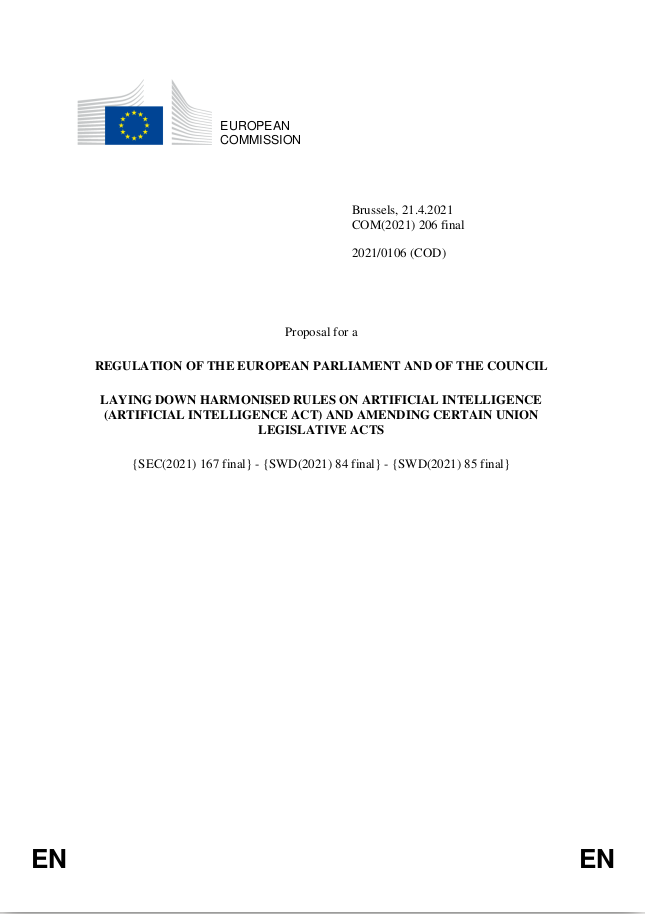 EUROPEAN
COMMISSION
Brussels, 21.4.2021
COM(2021) 206 final
2021/0106 (COD)
Proposal for a
REGULATION OF THE EUROPEAN PARLIAMENT AND OF THE COUNCIL
LAYING DOWN HARMONISED RULES ON ARTIFICIAL INTELLIGENCE
(ARTIFICIAL INTELLIGENCE ACT) AND AMENDING CERTAIN UNION
LEGISLATIVE ACTS
{SEC(2021) 167 final} - {SWD(2021) 84 final} - {SWD(2021) 85 final}
EN EN